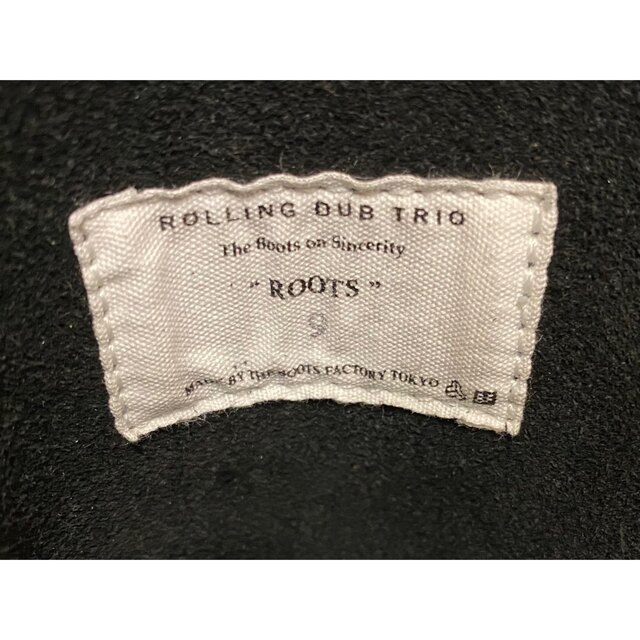 ROLLING DUB TRIO
The Boots on Sincerity
" ROOTS "
9
MADE BY THE BOOTS FACTORY TOKYO